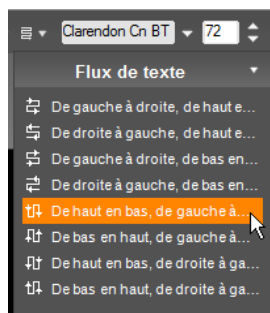 Clarendon Cn BT 72
Flux de texte
De gauche à droite, de haut e...
De droite à gauche, de haut e...
De gauche à droite, de bas en...
De droite à gauche, de bas en...
De haut en bas, de gauche à...
De bas en haut, de gauche à...
De haut en bas, de droite à ga...
De bas en haut, de droite à ga...